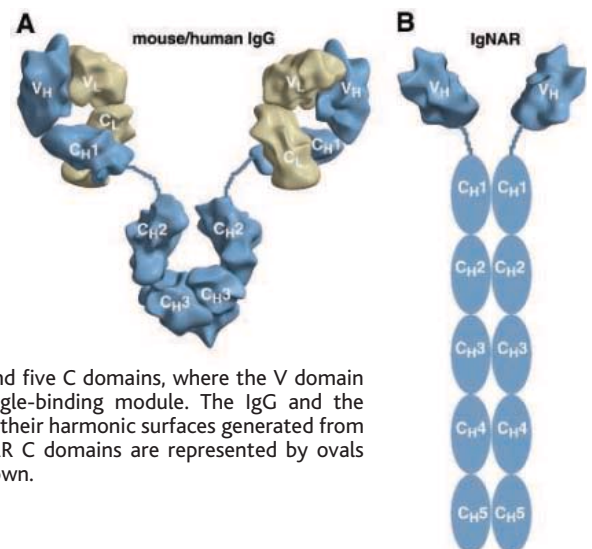 A
mouse/human IgG
VH
VL
CL
CH1
VL
VH
CL
CH1
CH2
CH2
CH3
CH3
B
IgNAR
VH
VH
CH1
CH1
CH2
CH2
CH3
CH3
CH4
CH4
CH5
CH5
nd five C domains, where the V domain
gle-binding module. The IgG and the
their harmonic surfaces generated from
R C domains are represented by ovals
own.